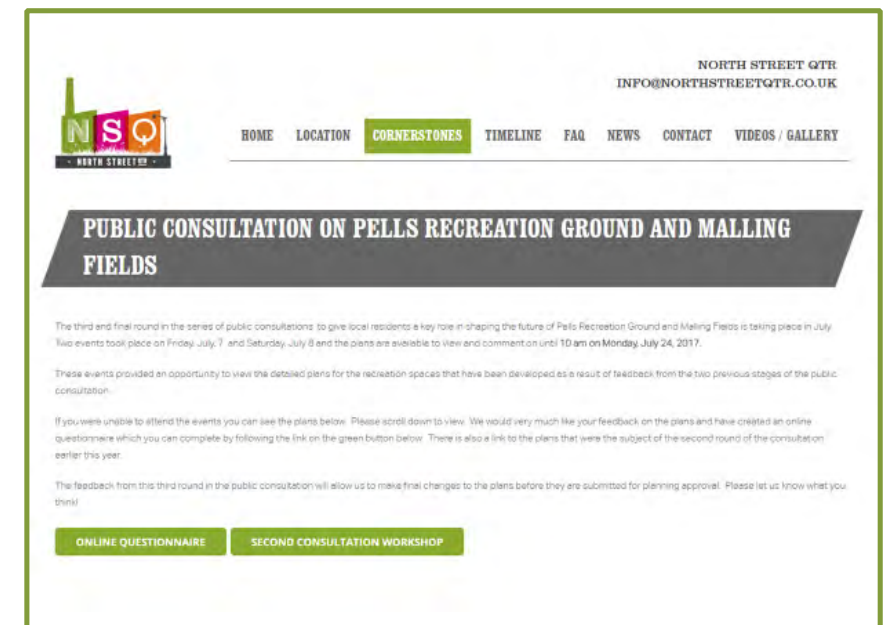 NORTH STREET QTR
INFO@NORTHSTREETQTR.CO.UK
NSQ
· NORTH STREET QTR ·
HOME LOCATION CORNERSTONES TIMELINE FAQ NEWS CONTACT VIDEOS / GALLERY
PUBLIC CONSULTATION ON PELLS RECREATION GROUND AND MALLING
FIELDS
The third and final round in the series of public consultations to give local residents a key role in shaping the future of Pells Recreation Ground and Malling Fields is taking place in July.
Two events took place on Friday, July, 7 and Saturday, July 8 and the plans are available to view and comment on until 10 am on Monday, July 24, 2017.
These events provided an opportunity to view the detailed plans for the recreation spaces that have been developed as a result of feedback from the two previous stages of the public
consultation.
If you were unable to attend the events you can see the plans below. Please scroll down to view. We would very much like your feedback on the plans and have created an online
questionnaire which you can complete by following the link on the green button below. There is also a link to the plans that were the subject of the second round of the consultation
earlier this year.
The feedback from this third round in the public consultation will allow us to make final changes to the plans before they are submitted for planning approval. Please let us know what you
think!
ONLINE QUESTIONNAIRE SECOND CONSULTATION WORKSHOP